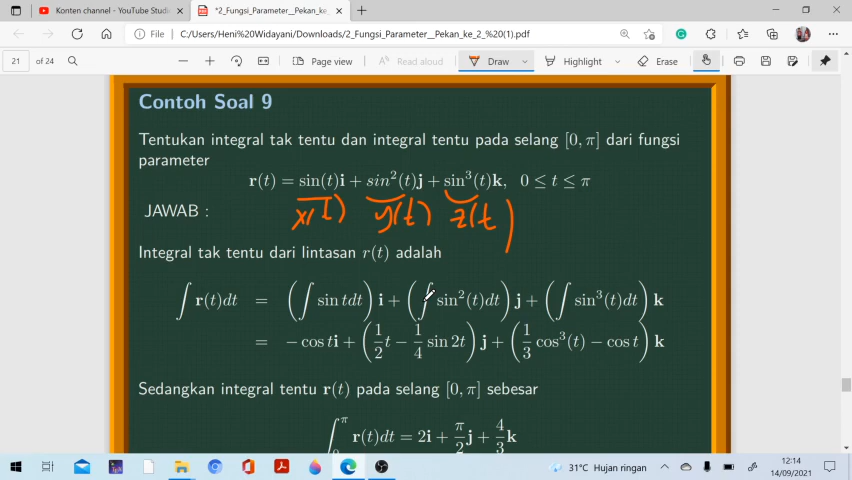 Konten channel - YouTube Studio
*2_Fungsi_Parameter__Pekan_ke_
File
C:/Users/Heni%20Widayani/Downloads/2_Fungsi_Parameter__Pekan_ke_2_%20(1).pdf
21 of 24
Page view
Read aloud
Draw
Highlight
Erase
Contoh Soal 9
Tentukan integral tak tentu dan integral tentu pada selang [0, π] dari fungsi
parameter
r(t) = sin(t)i + sin²(t)j + sin³(t)k, 0 ≤ t ≤ π
JAWAB :
x(t) y(t) z(t)
Integral tak tentu dari lintasan r(t) adalah
∫ r(t)dt = (∫ sin tdt) i + (∫ sin²(t)dt) j + (∫ sin³(t)dt) k
= − cos ti + (1/2 t − 1/4 sin 2t) j + (1/3 cos³(t) − cos t) k
Sedangkan integral tentu r(t) pada selang [0, π] sebesar
∫₀^π r(t)dt = 2i + π/2 j + 4/3 k
31°C Hujan ringan
12:14
14/09/2021